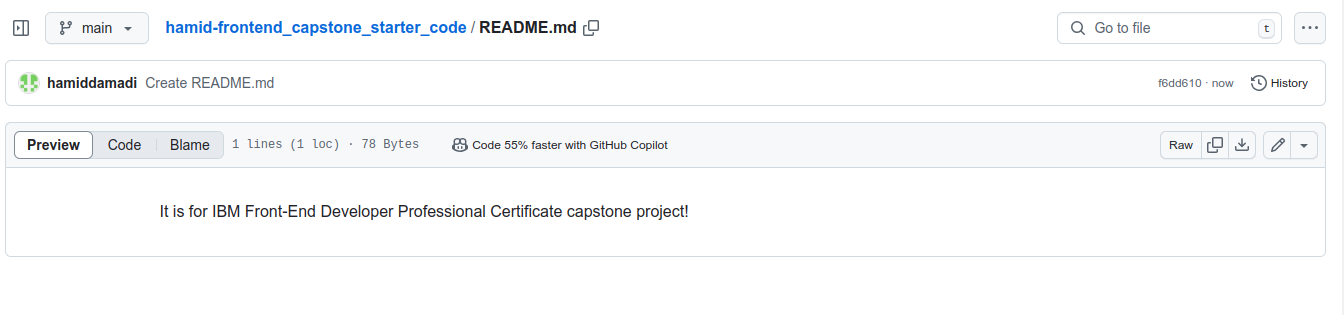 main hamid-frontend_capstone_starter_code / README.md Go to file t
hamiddamadi Create README.md f6dd610 · now History
Preview Code Blame 1 lines (1 loc) · 78 Bytes Code 55% faster with GitHub Copilot Raw
It is for IBM Front-End Developer Professional Certificate capstone project!